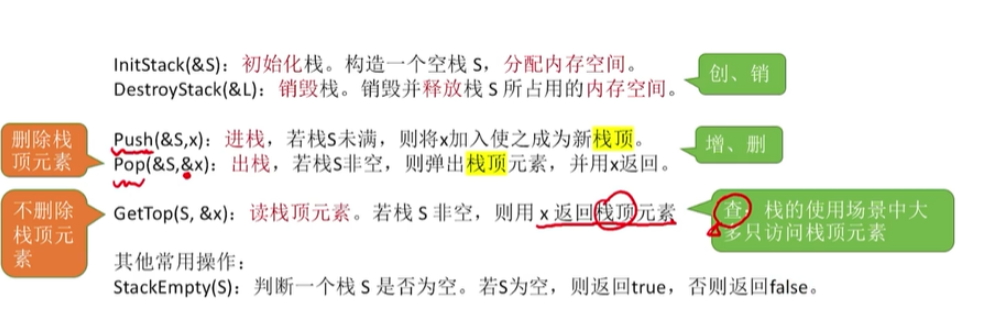 InitStack(&S)：初始化栈。构造一个空栈 S，分配内存空间。
DestroyStack(&L)：销毁栈。销毁并释放栈 S 所占用的内存空间。
创、销
删除栈
顶元素
Push(&S,x)：进栈，若栈S未满，则将x加入使之成为新栈顶。
Pop(&S,&x)：出栈，若栈S非空，则弹出栈顶元素，并用x返回。
增、删
不删除
栈顶元
素
GetTop(S, &x)：读栈顶元素。若栈 S 非空，则用 x 返回栈顶元素
查：栈的使用场景中大
多只访问栈顶元素
其他常用操作：
StackEmpty(S)：判断一个栈 S 是否为空。若S为空，则返回true，否则返回false。